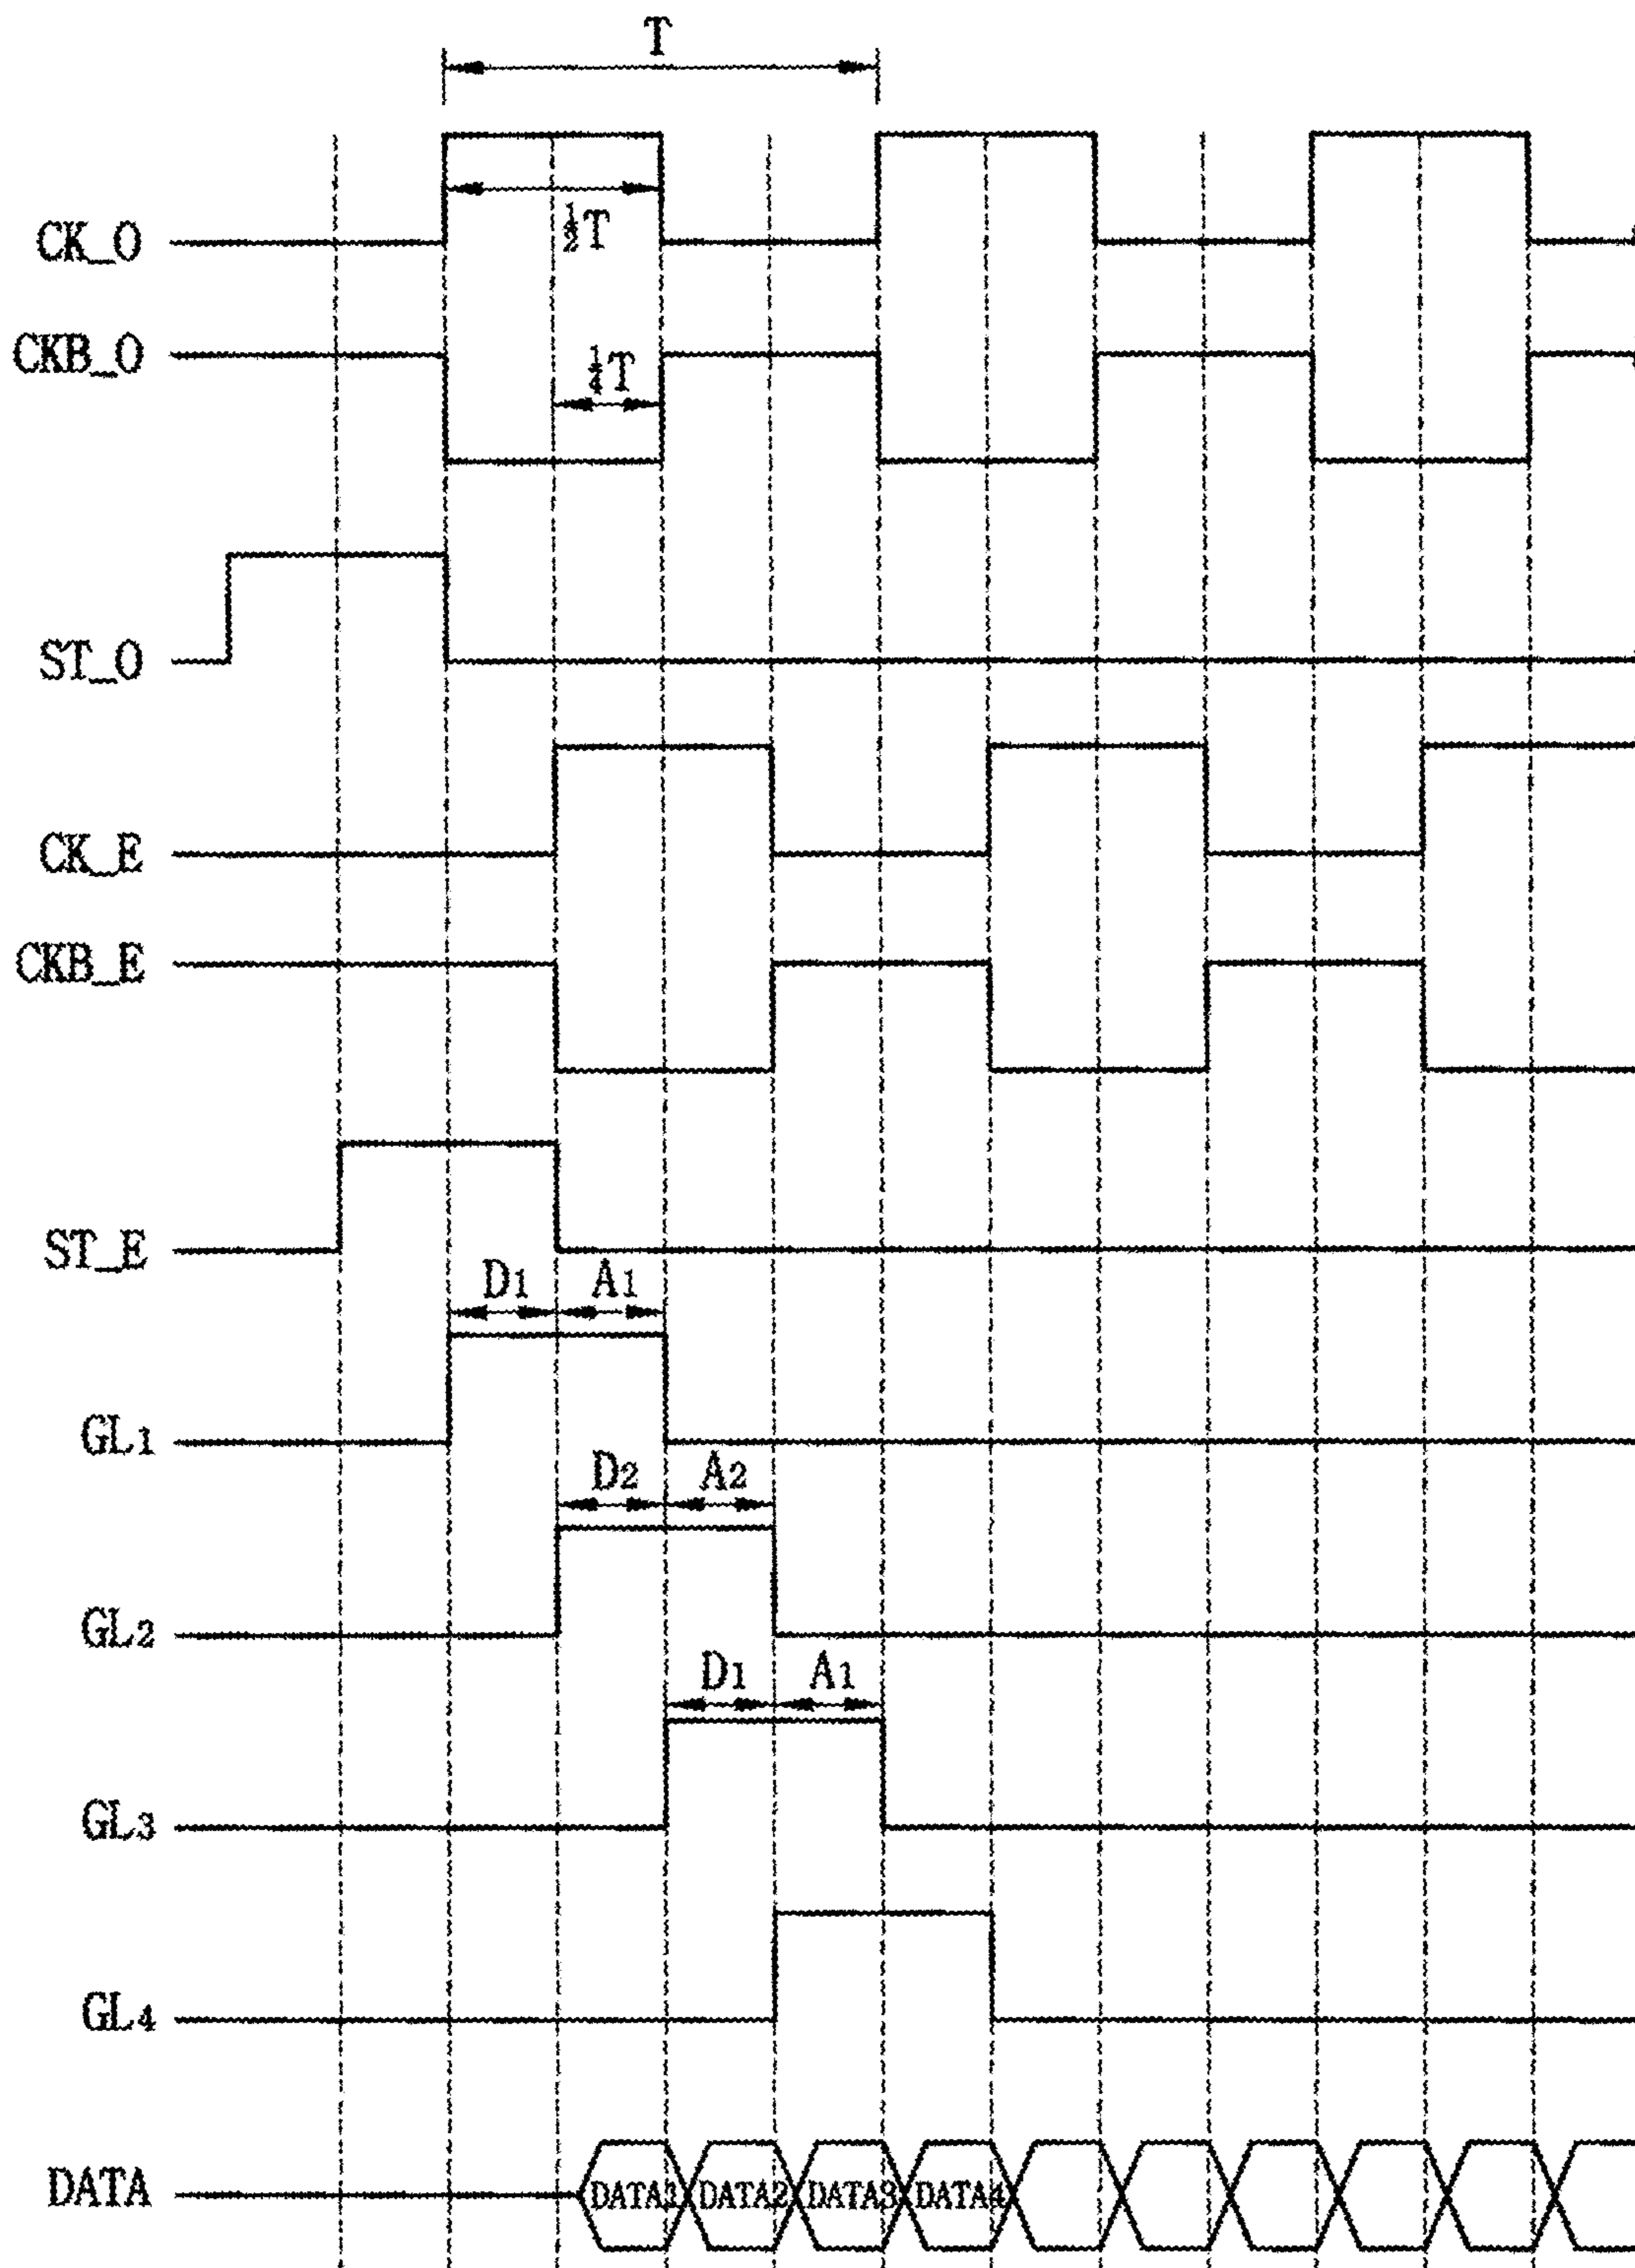 T
CK_O
½T
CKB_O
¼T
ST_O
CK_E
CKB_E
ST_E
D1 A1
GL1
D2 A2
GL2
D1 A1
GL3
GL4
DATA DATA1 DATA2 DATA3 DATA4